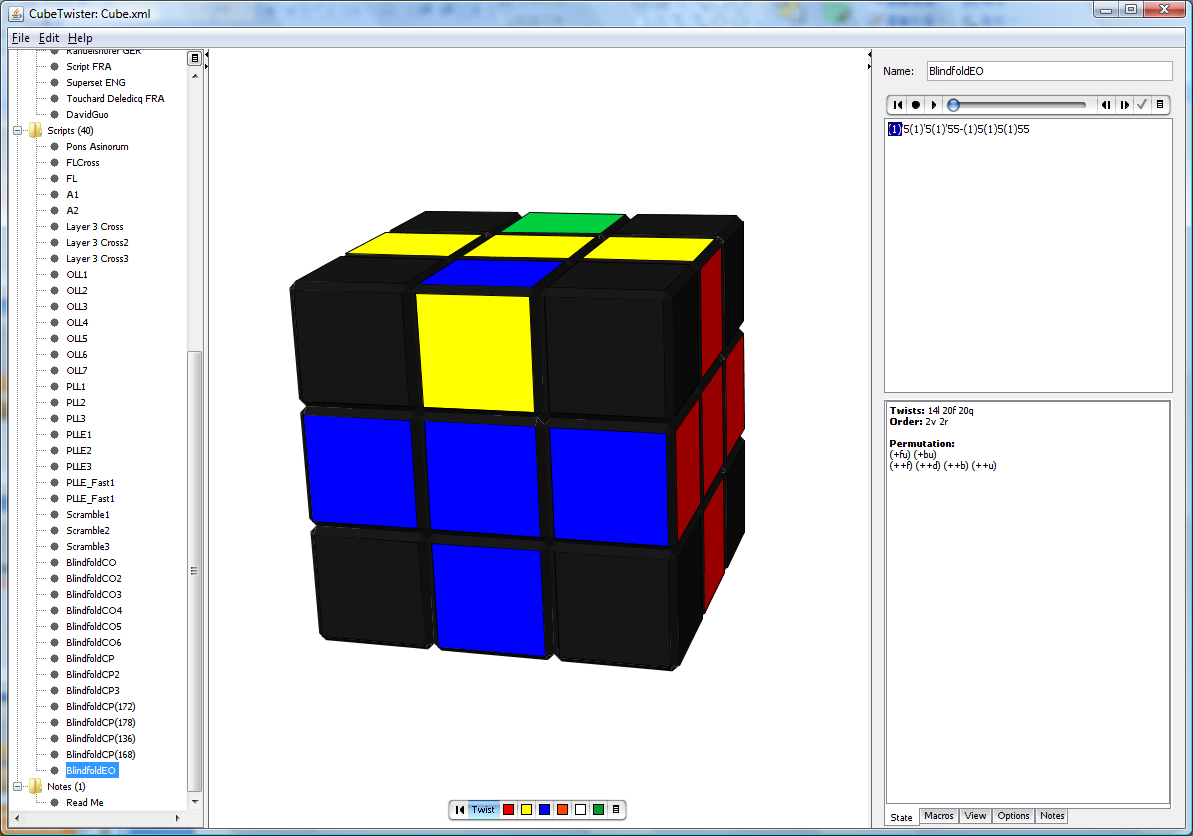 CubeTwister: Cube.xml
File Edit Help
Randelshofer GER
Script FRA
Superset ENG
Touchard Deledicq FRA
DavidGuo
Scripts (40)
Pons Asinorum
FLCross
FL
A1
A2
Layer 3 Cross
Layer 3 Cross2
Layer 3 Cross3
OLL1
OLL2
OLL3
OLL4
OLL5
OLL6
OLL7
PLL1
PLL2
PLL3
PLLE1
PLLE2
PLLE3
PLLE_Fast1
PLLE_Fast1
Scramble1
Scramble2
Scramble3
BlindfoldCO
BlindfoldCO2
BlindfoldCO3
BlindfoldCO4
BlindfoldCO5
BlindfoldCO6
BlindfoldCP
BlindfoldCP2
BlindfoldCP3
BlindfoldCP(172)
BlindfoldCP(178)
BlindfoldCP(136)
BlindfoldCP(168)
BlindfoldEO
Notes (1)
Read Me
Twist
Name: BlindfoldEO
(1)'5(1)'5(1)'55-(1)5(1)5(1)55
Twists: 14l 20f 20q
Order: 2v 2r
Permutation:
(+fu) (+bu)
(++f) (++d) (++b) (++u)
State Macros View Options Notes